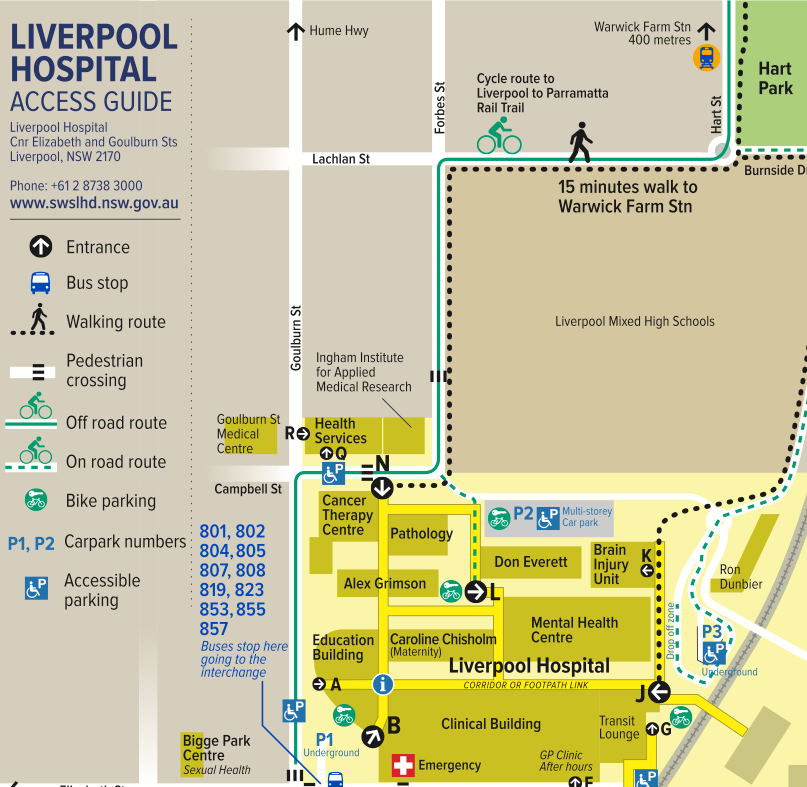 LIVERPOOL
HOSPITAL
ACCESS GUIDE
Liverpool Hospital
Cnr Elizabeth and Goulburn Sts
Liverpool, NSW 2170
Phone: +61 2 8738 3000
www.swslhd.nsw.gov.au
Entrance
Bus stop
Walking route
Pedestrian
crossing
Off road route
On road route
Bike parking
P1, P2 Carpark numbers
P
Accessible
parking
Hume Hwy
Forbes St
Warwick Farm Stn
400 metres
Hart
Park
Cycle route to
Liverpool to Parramatta
Rail Trail
Hart St
Lachlan St
Burnside D
15 minutes walk to
Warwick Farm Stn
Goulburn St
Liverpool Mixed High Schools
Ingham Institute
for Applied
Medical Research
Goulburn St
Medical
Centre
R
Health
Services
Q
P
N
Campbell St
Cancer
Therapy
Centre
P2
P
Multi-storey
Car park
Pathology
801, 802
804, 805
807, 808
819, 823
853, 855
857
Buses stop here
going to the
interchange
Don Everett
Brain
Injury
Unit
K
Ron
Dunbier
Alex Grimson
L
Mental Health
Centre
Drop off zone
P3
P
Underground
Education
Building
Caroline Chisholm
(Maternity)
Liverpool Hospital
CORRIDOR OR FOOTPATH LINK
A
i
J
P
B
Clinical Building
Transit
Lounge
G
P1
Underground
Bigge Park
Centre
Sexual Health
Emergency
GP Clinic
After hours
F
P
Elizabeth St